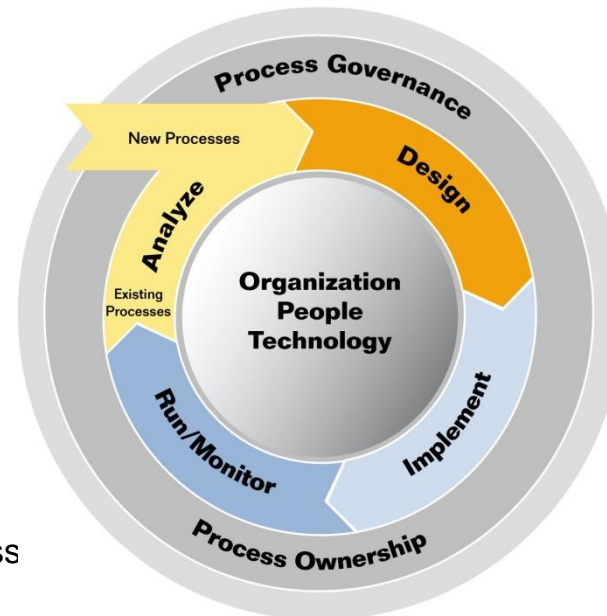 Process Governance
New Processes
Design
Analyze
Existing
Processes
Organization
People
Technology
Implement
Run/Monitor
Process Ownership